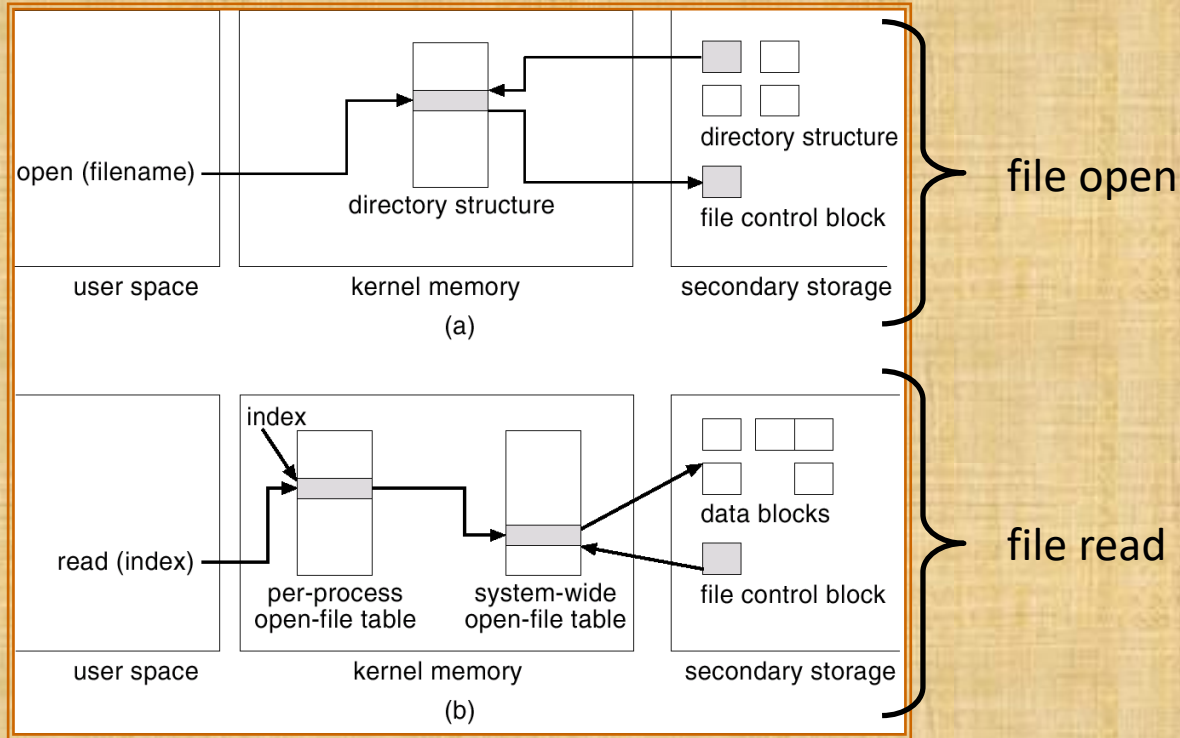 open (filename)
directory structure
directory structure
file control block
user space
kernel memory
secondary storage
(a)
file open
index
read (index)
per-process
open-file table
system-wide
open-file table
data blocks
file control block
user space
kernel memory
secondary storage
(b)
file read